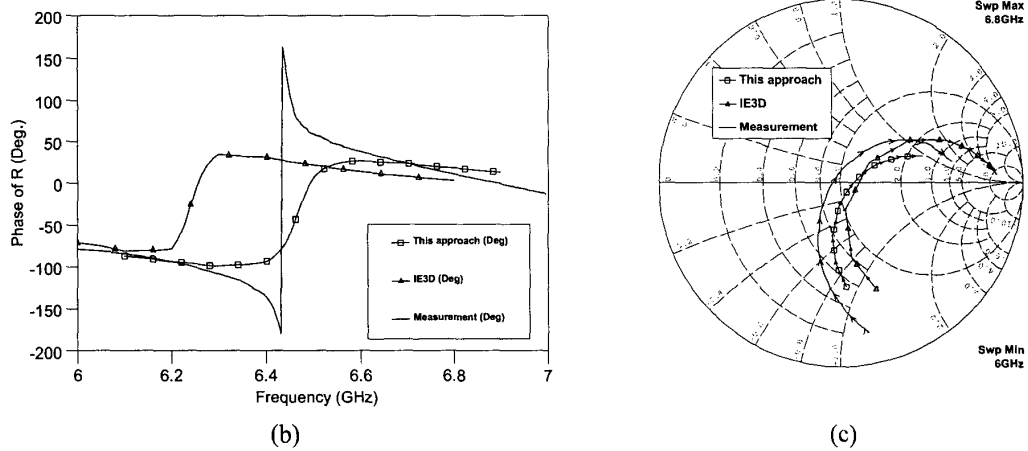 200
150
100
50
0
-50
-100
-150
-200
Phase of R (Deg.)
This approach (Deg)
IE3D (Deg)
Measurement (Deg)
6
6.2
6.4
6.6
6.8
7
Frequency (GHz)
(b)
Swp Max
6.8GHz
This approach
IE3D
Measurement
0
Swp Min
6GHz
(c)